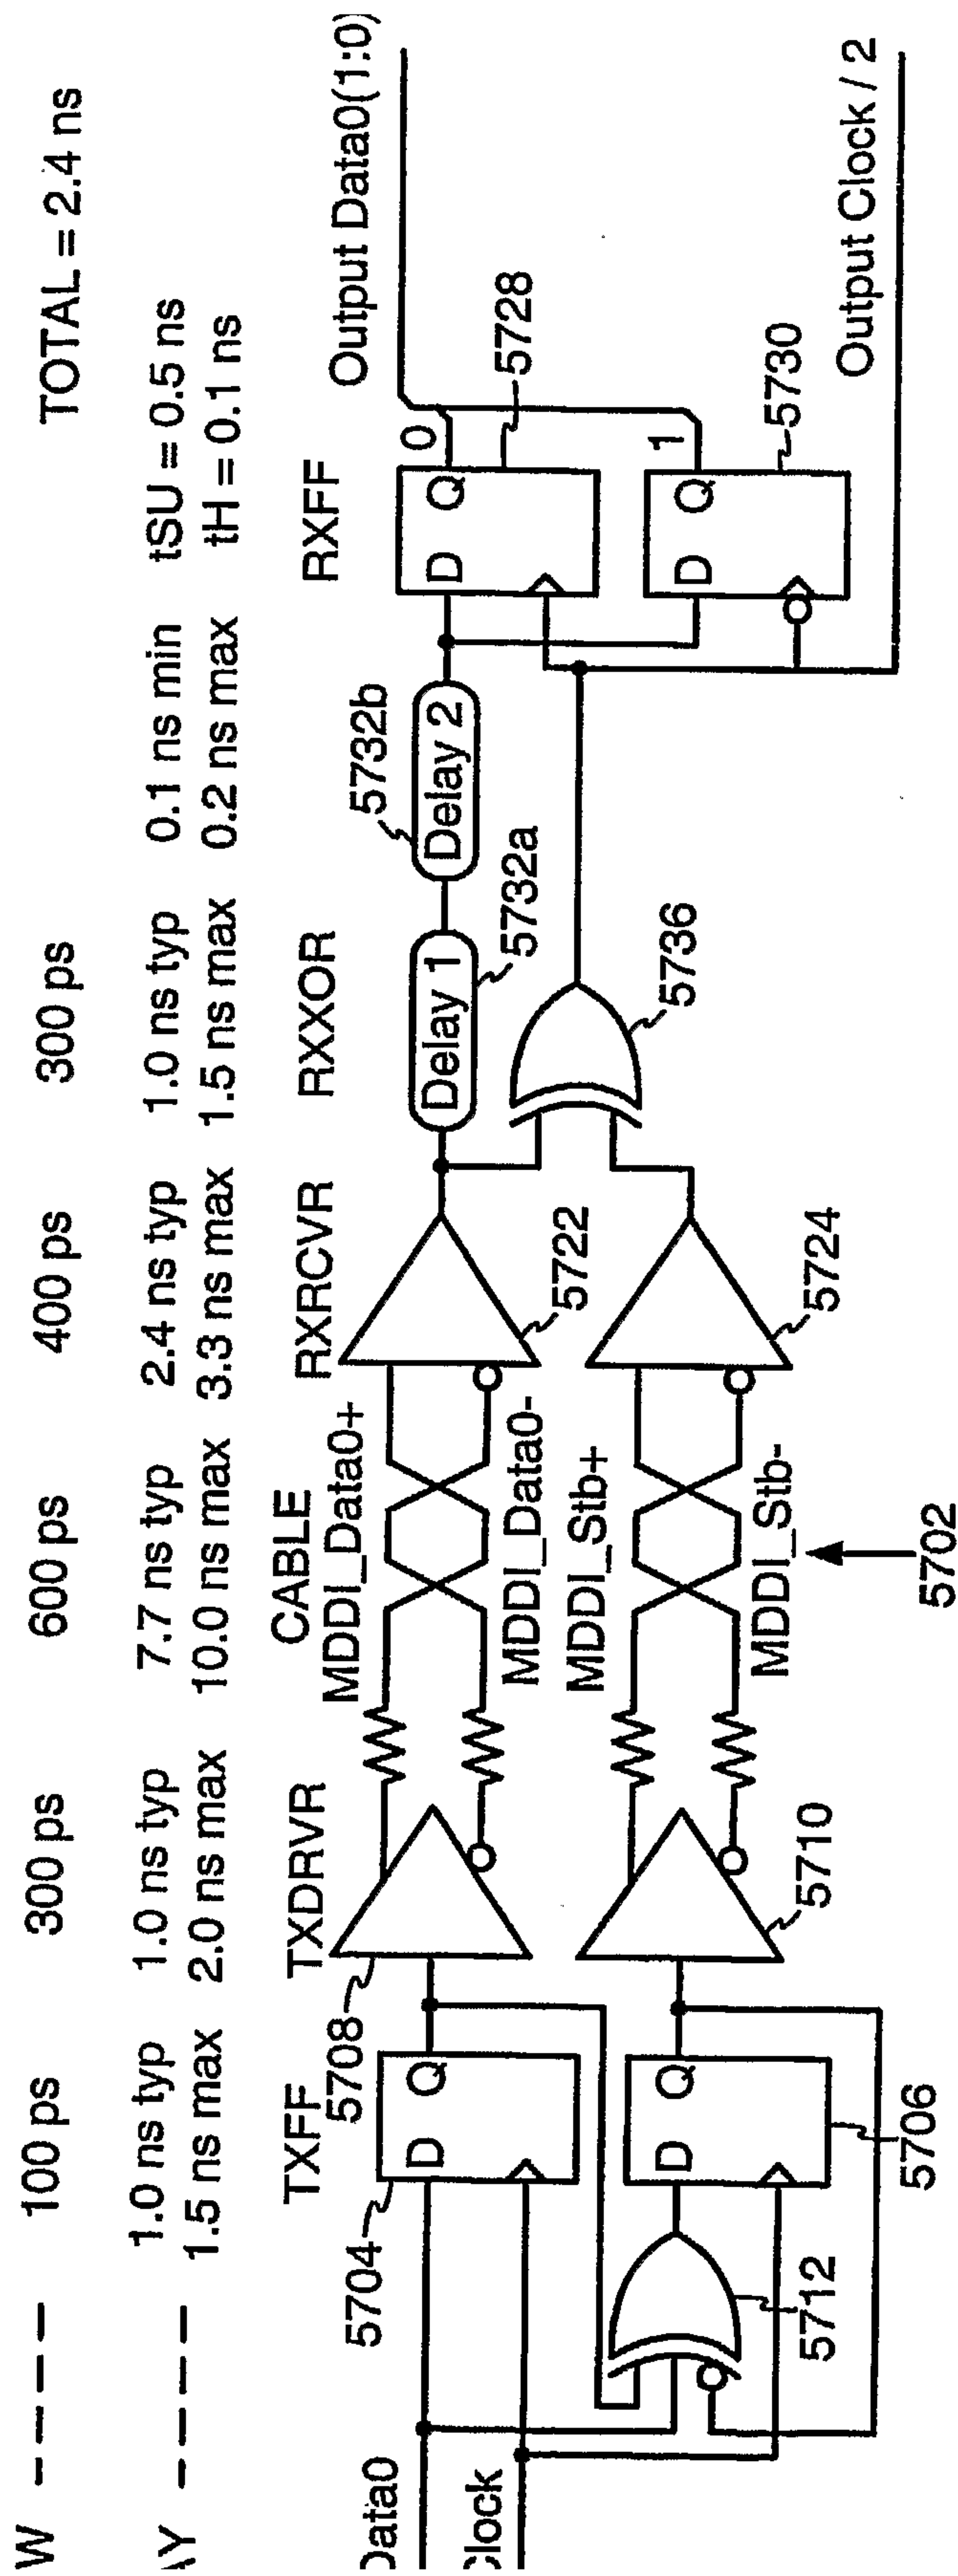 W ---- 100 ps 300 ps 600 ps 400 ps 300 ps TOTAL = 2.4 ns
AY ---- 1.0 ns typ 1.0 ns typ 7.7 ns typ 2.4 ns typ 1.0 ns typ 0.1 ns min tSU = 0.5 ns
1.5 ns max 2.0 ns max 10.0 ns max 3.3 ns max 1.5 ns max 0.2 ns max tH = 0.1 ns
TXFF TXDRVR CABLE RXRCVR RXXOR RXFF
5704
5708
MDDI_Data0+
5732b
Output Data0(1:0)
Data0
D Q
Delay 1
Delay 2
D Q
0
Clock
MDDI_Data0-
5722
5732a
5728
MDDI_Stb+
D Q
D Q
1
5712
5706
5710
MDDI_Stb-
5724
5736
5730
Output Clock / 2
5702